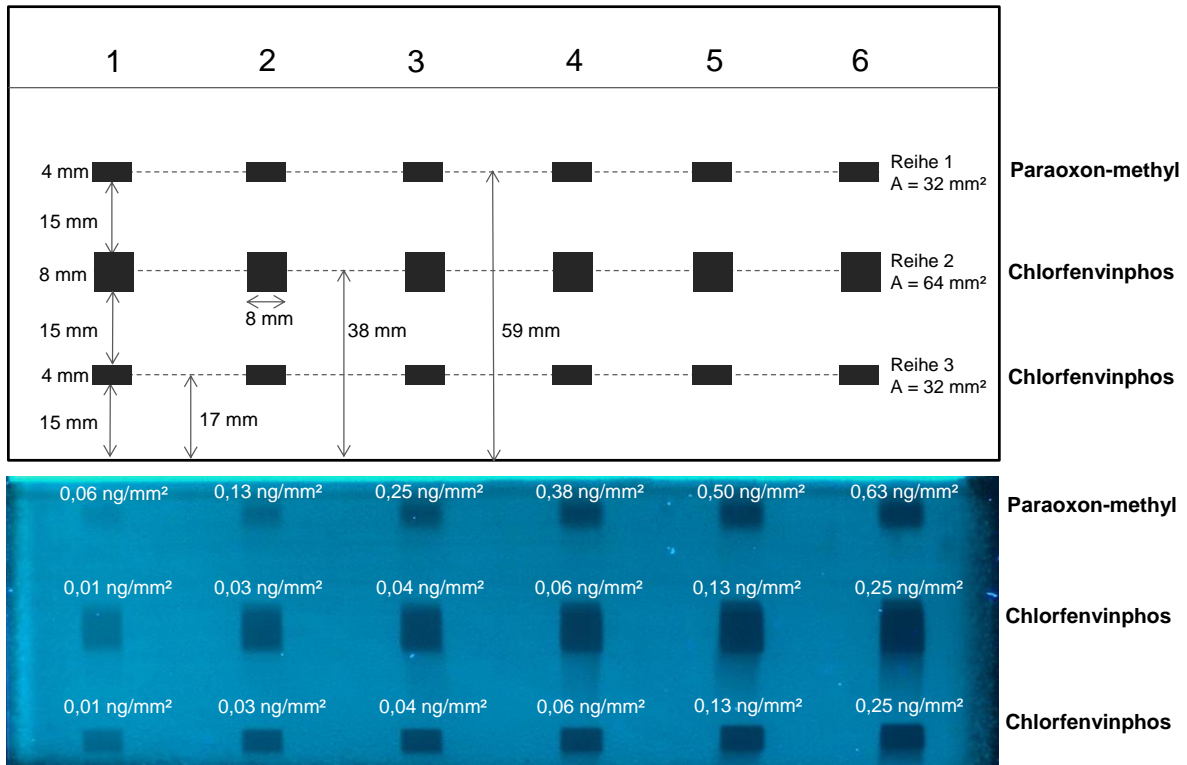 1 2 3 4 5 6
4 mm
Reihe 1
A = 32 mm²
Paraoxon-methyl
15 mm
8 mm
Reihe 2
A = 64 mm²
Chlorfenvinphos
8 mm
15 mm
38 mm
59 mm
4 mm
Reihe 3
A = 32 mm²
Chlorfenvinphos
15 mm
17 mm
0,06 ng/mm² 0,13 ng/mm² 0,25 ng/mm² 0,38 ng/mm² 0,50 ng/mm² 0,63 ng/mm²
Paraoxon-methyl
0,01 ng/mm² 0,03 ng/mm² 0,04 ng/mm² 0,06 ng/mm² 0,13 ng/mm² 0,25 ng/mm²
Chlorfenvinphos
0,01 ng/mm² 0,03 ng/mm² 0,04 ng/mm² 0,06 ng/mm² 0,13 ng/mm² 0,25 ng/mm²
Chlorfenvinphos